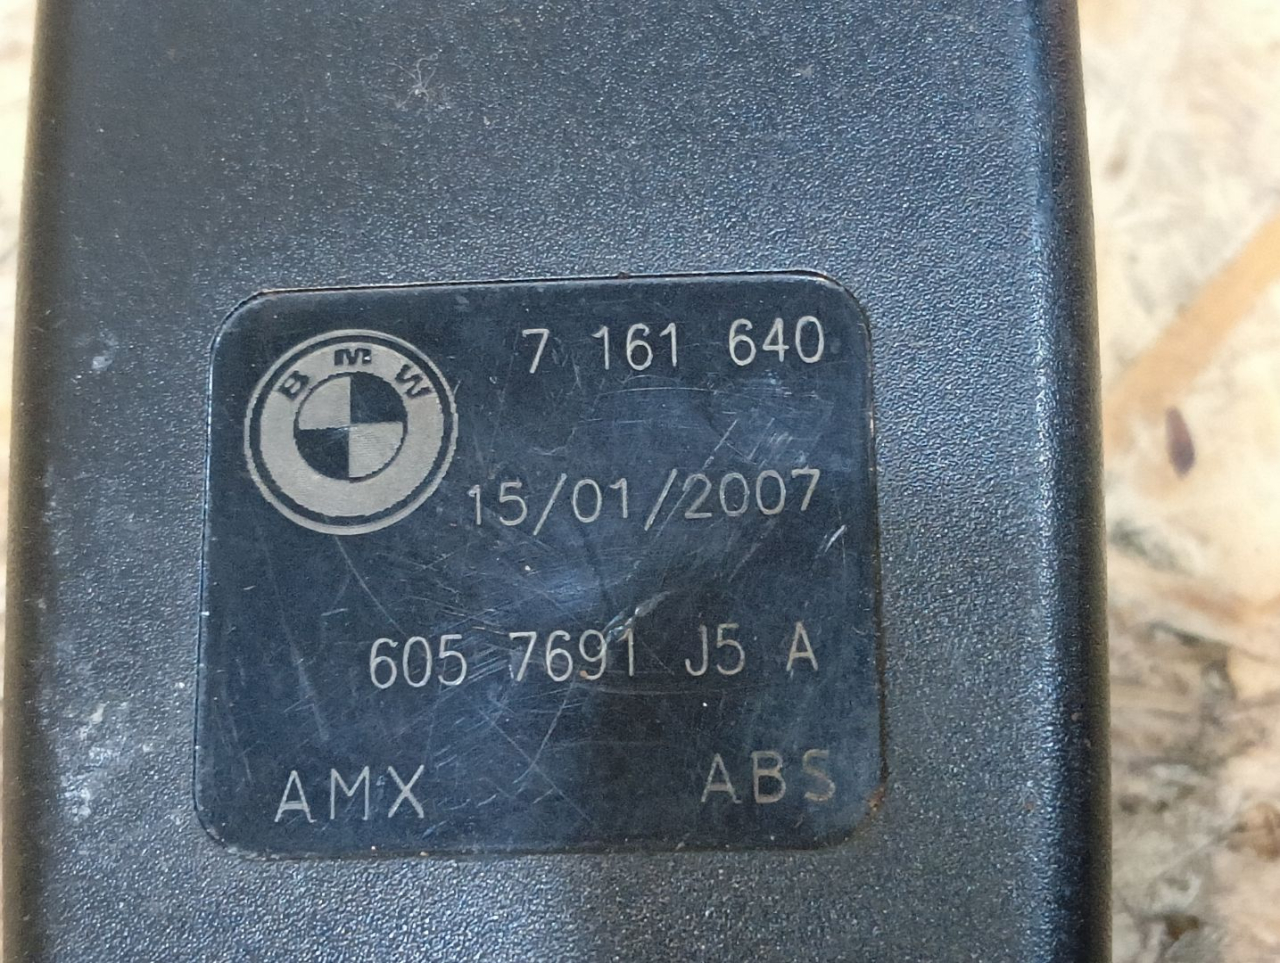 BMW
7 161 640
15/01/2007
605 7691 J5 A
AMX ABS